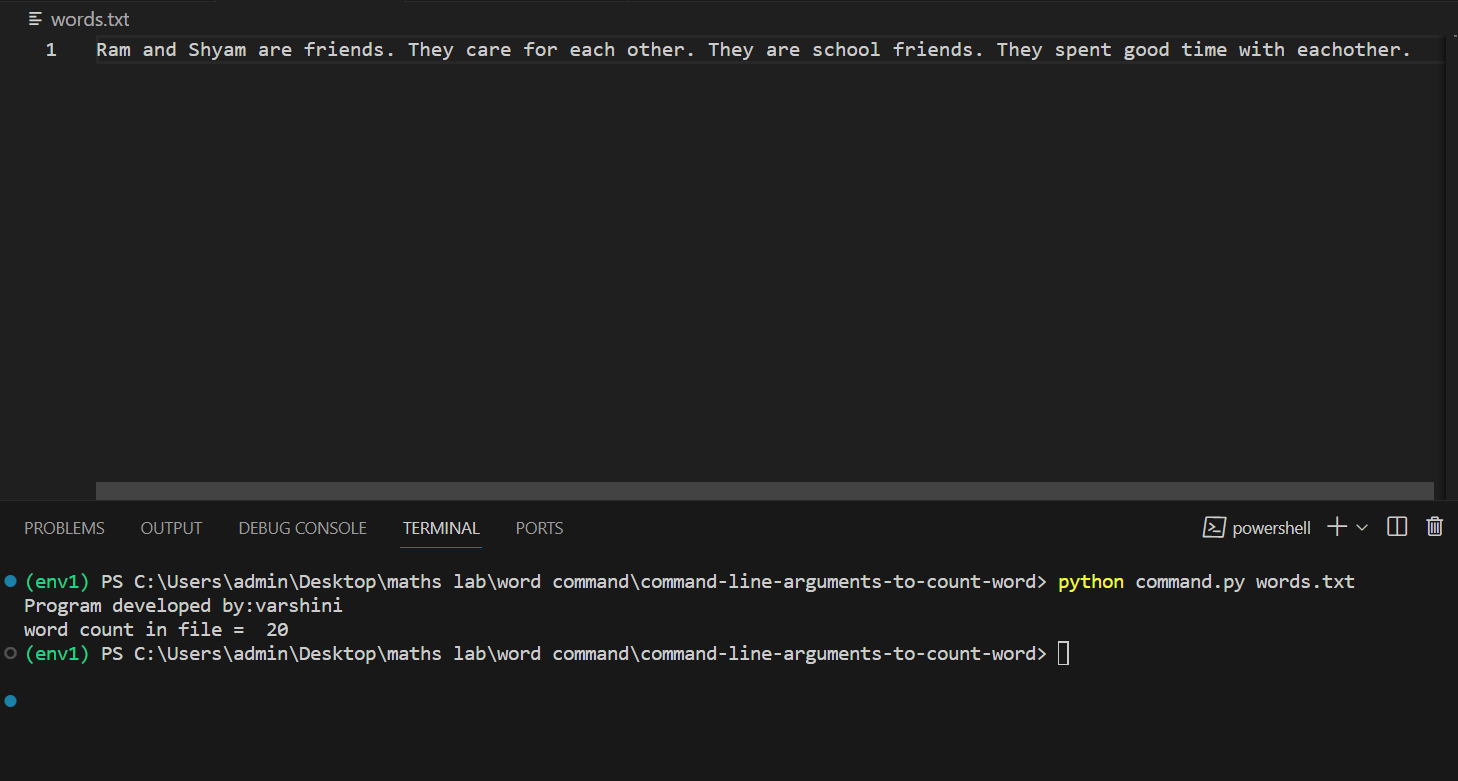 words.txt
1 Ram and Shyam are friends. They care for each other. They are school friends. They spent good time with eachother.
PROBLEMS OUTPUT DEBUG CONSOLE TERMINAL PORTS powershell
(env1) PS C:\Users\admin\Desktop\maths lab\word command\command-line-arguments-to-count-word> python command.py words.txt
Program developed by:varshini
word count in file =  20
(env1) PS C:\Users\admin\Desktop\maths lab\word command\command-line-arguments-to-count-word>